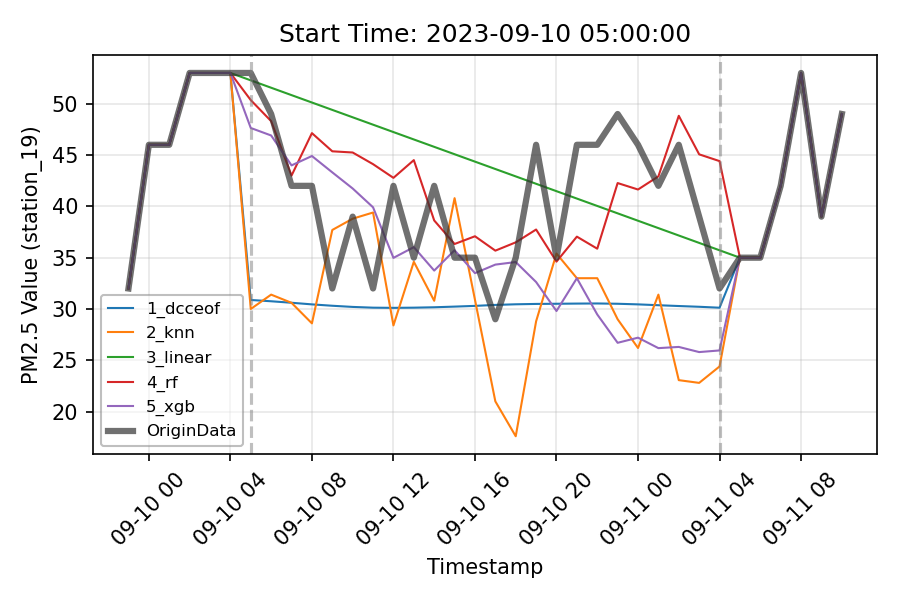 Start Time: 2023-09-10 05:00:00
PM2.5 Value (station_19)
50
45
40
35
30
25
20
1_dcceof
2_knn
3_linear
4_rf
5_xgb
OriginData
09-10 00
09-10 04
09-10 08
09-10 12
09-10 16
09-10 20
09-11 00
09-11 04
09-11 08
Timestamp